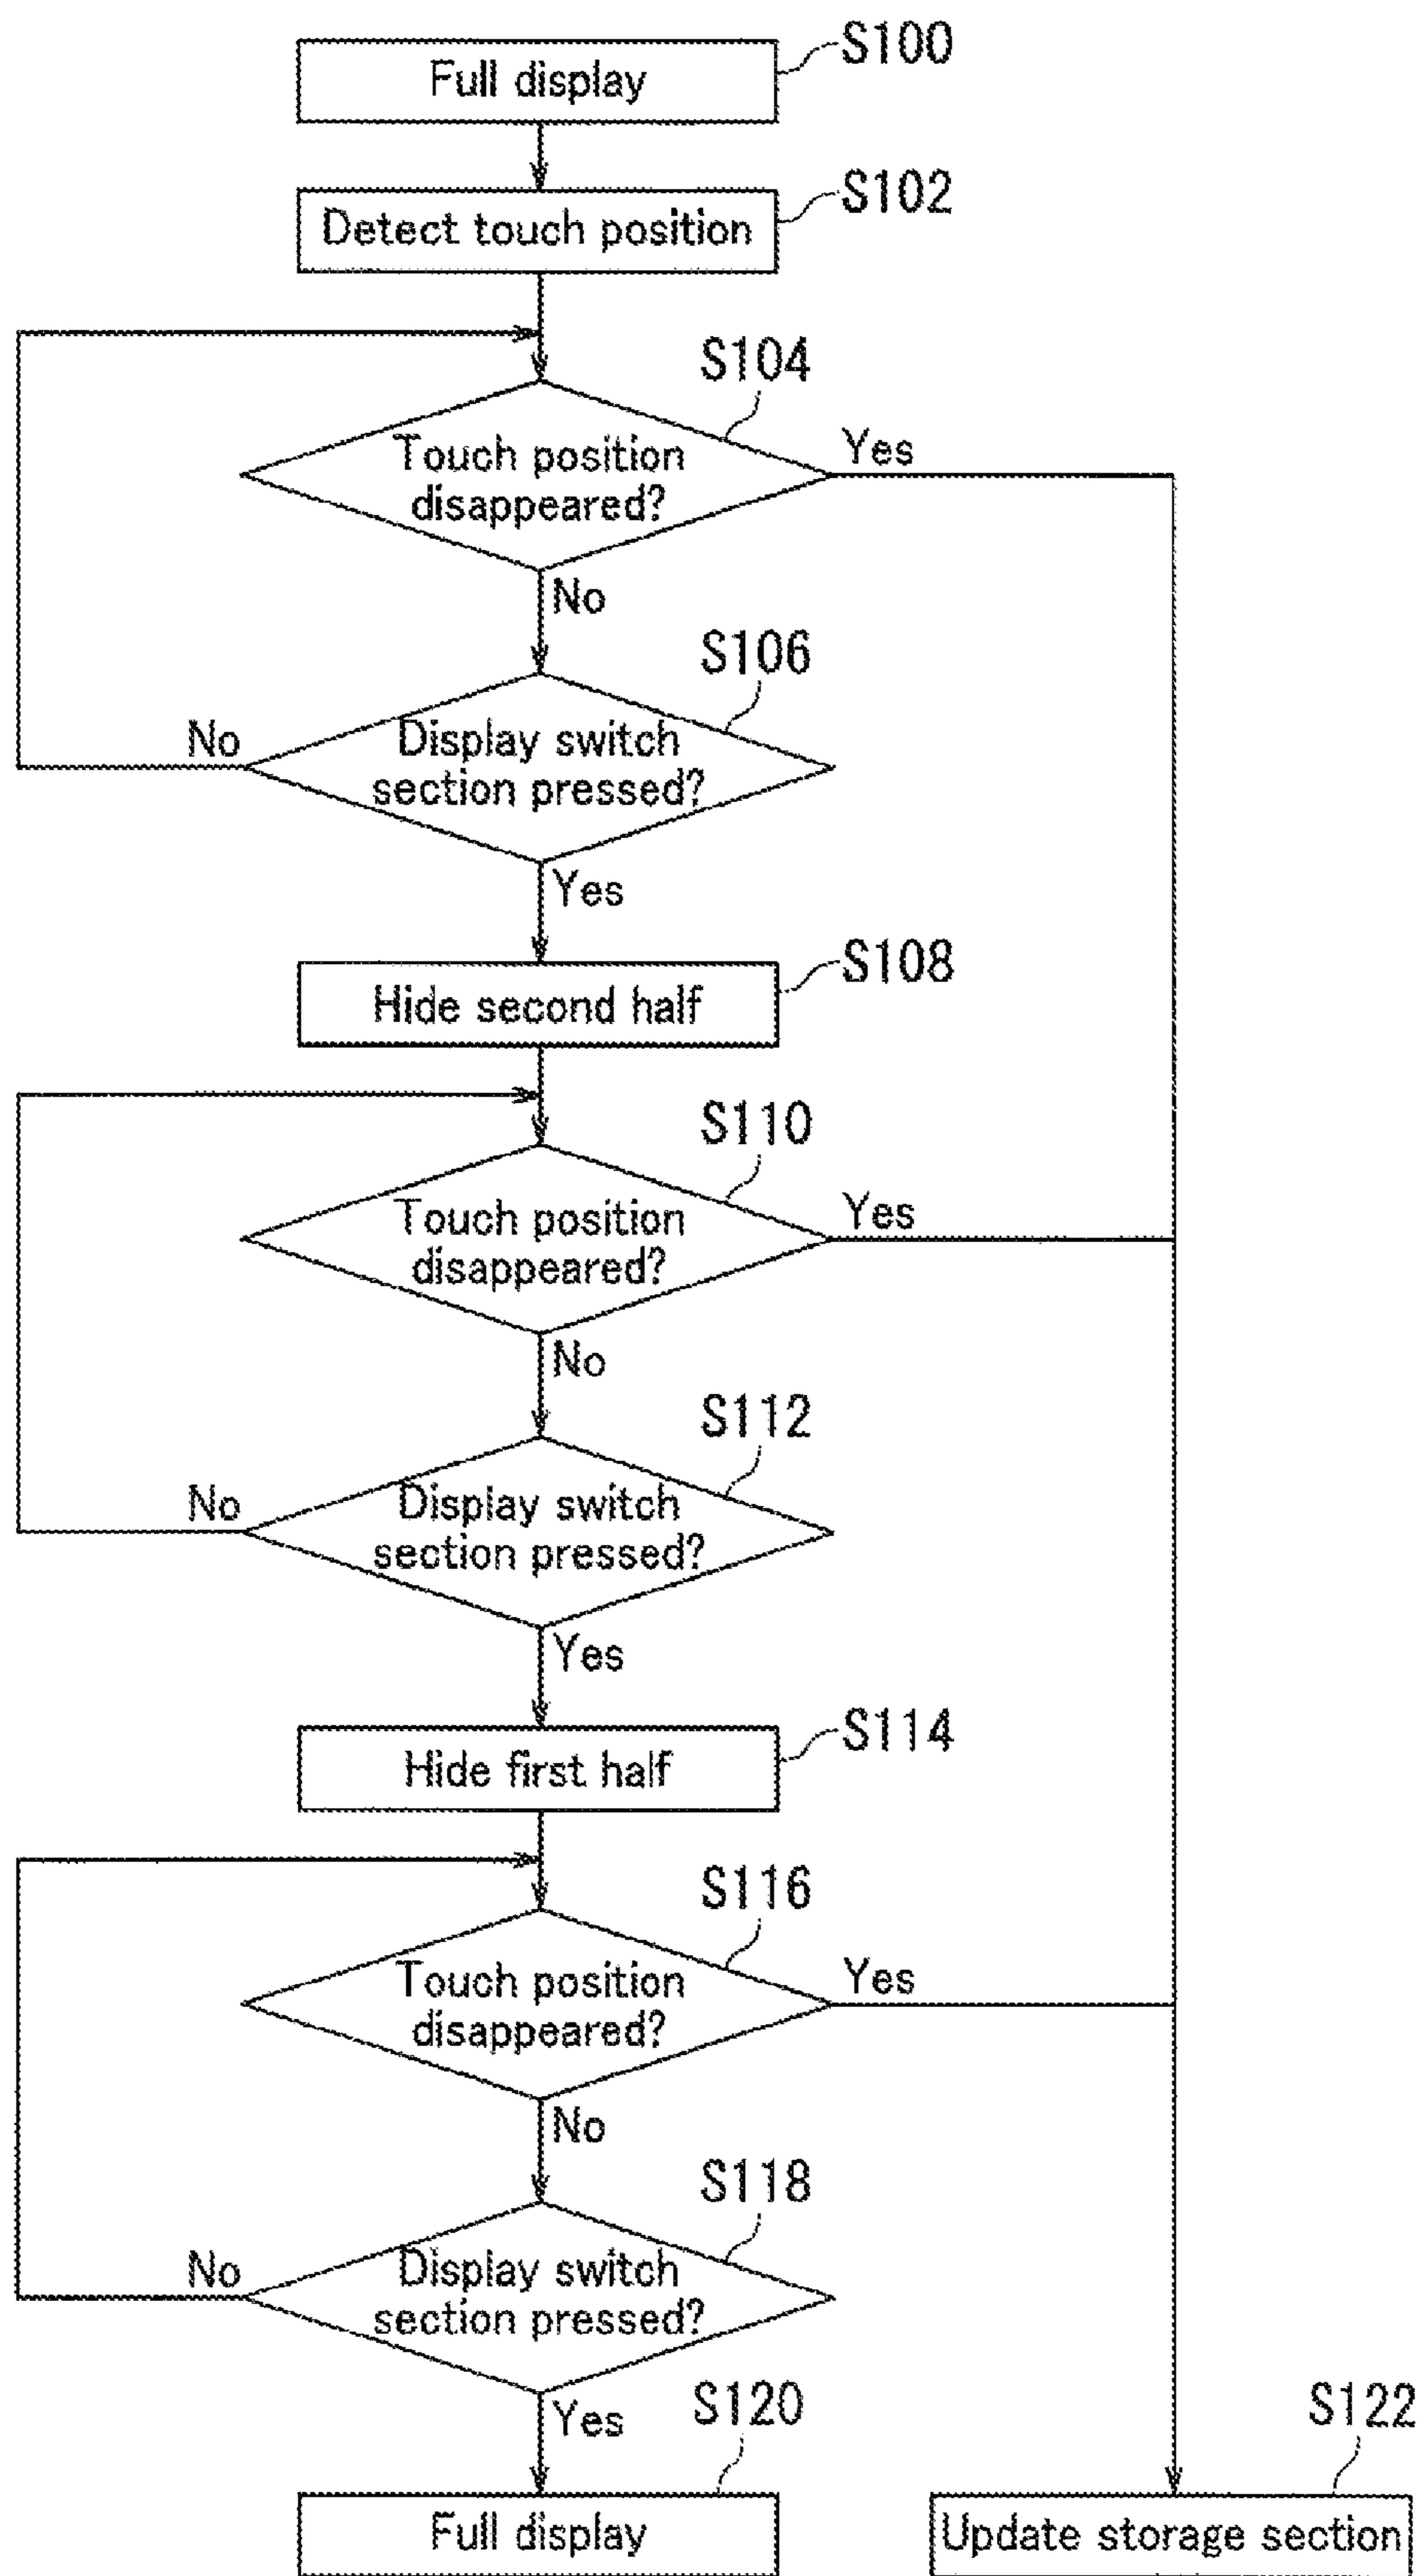 S100
Full display
S102
Detect touch position
S104
Touch position
disappeared?
Yes
No
S106
Display switch
section pressed?
No
Yes
S108
Hide second half
S110
Touch position
disappeared?
Yes
No
S112
Display switch
section pressed?
No
Yes
S114
Hide first half
S116
Touch position
disappeared?
Yes
No
S118
Display switch
section pressed?
No
Yes
S120
Full display
S122
Update storage section